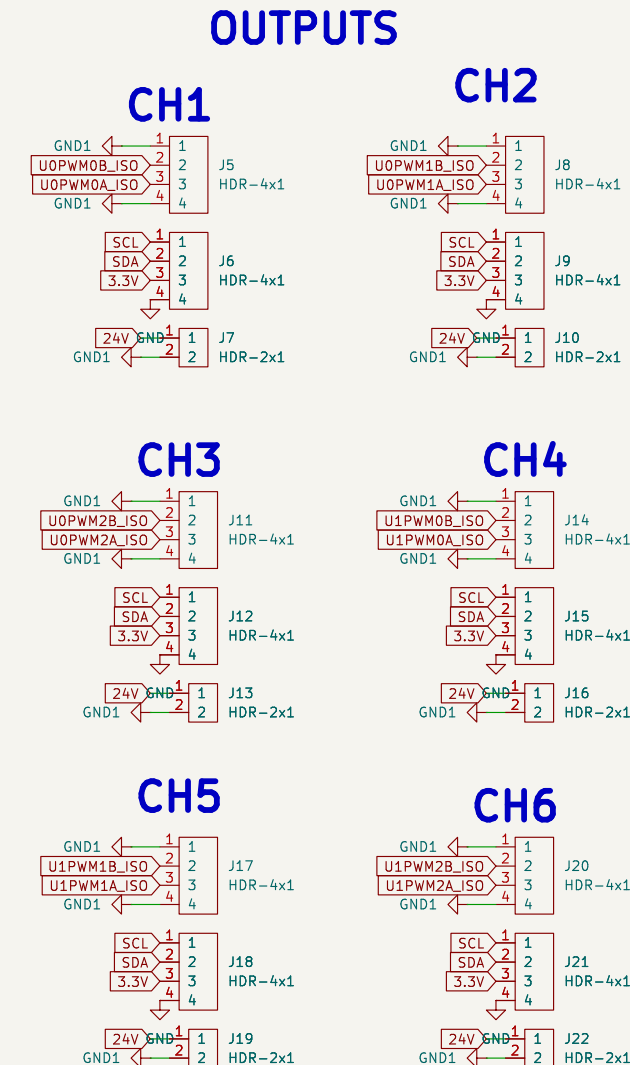 OUTPUTS
CH1
GND1 1 1
U0PWM0B_ISO 2 2 J5
U0PWM0A_ISO 3 3 HDR-4x1
GND1 4 4
SCL 1 1
SDA 2 2 J6
3.3V 3 3 HDR-4x1
4 4
GND
24V 1 1 J7
GND1 2 2 HDR-2x1
CH2
GND1 1 1
U0PWM1B_ISO 2 2 J8
U0PWM1A_ISO 3 3 HDR-4x1
GND1 4 4
SCL 1 1
SDA 2 2 J9
3.3V 3 3 HDR-4x1
4 4
GND
24V 1 1 J10
GND1 2 2 HDR-2x1
CH3
GND1 1 1
U0PWM2B_ISO 2 2 J11
U0PWM2A_ISO 3 3 HDR-4x1
GND1 4 4
SCL 1 1
SDA 2 2 J12
3.3V 3 3 HDR-4x1
4 4
GND
24V 1 1 J13
GND1 2 2 HDR-2x1
CH4
GND1 1 1
U1PWM0B_ISO 2 2 J14
U1PWM0A_ISO 3 3 HDR-4x1
GND1 4 4
SCL 1 1
SDA 2 2 J15
3.3V 3 3 HDR-4x1
4 4
GND
24V 1 1 J16
GND1 2 2 HDR-2x1
CH5
GND1 1 1
U1PWM1B_ISO 2 2 J17
U1PWM1A_ISO 3 3 HDR-4x1
GND1 4 4
SCL 1 1
SDA 2 2 J18
3.3V 3 3 HDR-4x1
4 4
GND
24V 1 1 J19
GND1 2 2 HDR-2x1
CH6
GND1 1 1
U1PWM2B_ISO 2 2 J20
U1PWM2A_ISO 3 3 HDR-4x1
GND1 4 4
SCL 1 1
SDA 2 2 J21
3.3V 3 3 HDR-4x1
4 4
GND
24V 1 1 J22
GND1 2 2 HDR-2x1